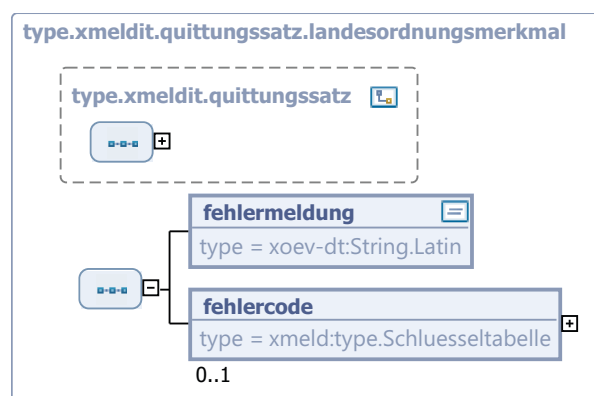 type.xmeldit.quittungssatz.landesordnungsmerkmal
type.xmeldit.quittungssatz
fehlermeldung
type = xoev-dt:String.Latin
fehlercode
type = xmeld:type.Schluesseltabelle
0..1